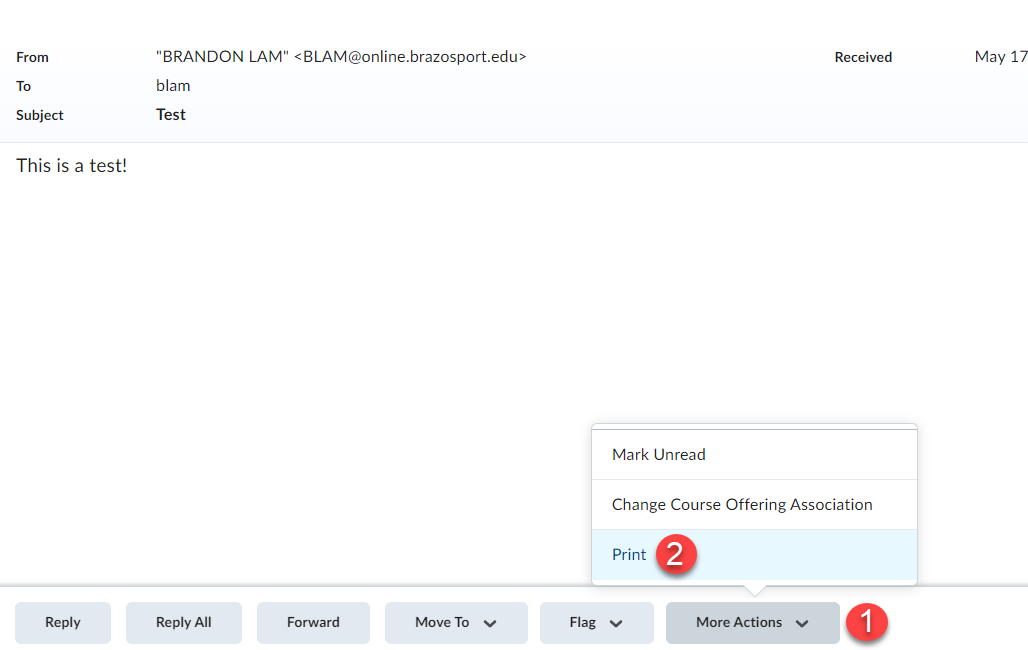 From "BRANDON LAM" <BLAM@online.brazosport.edu> Received May 17
To blam
Subject Test
This is a test!
Mark Unread
Change Course Offering Association
Print 2
Reply Reply All Forward Move To Flag More Actions 1